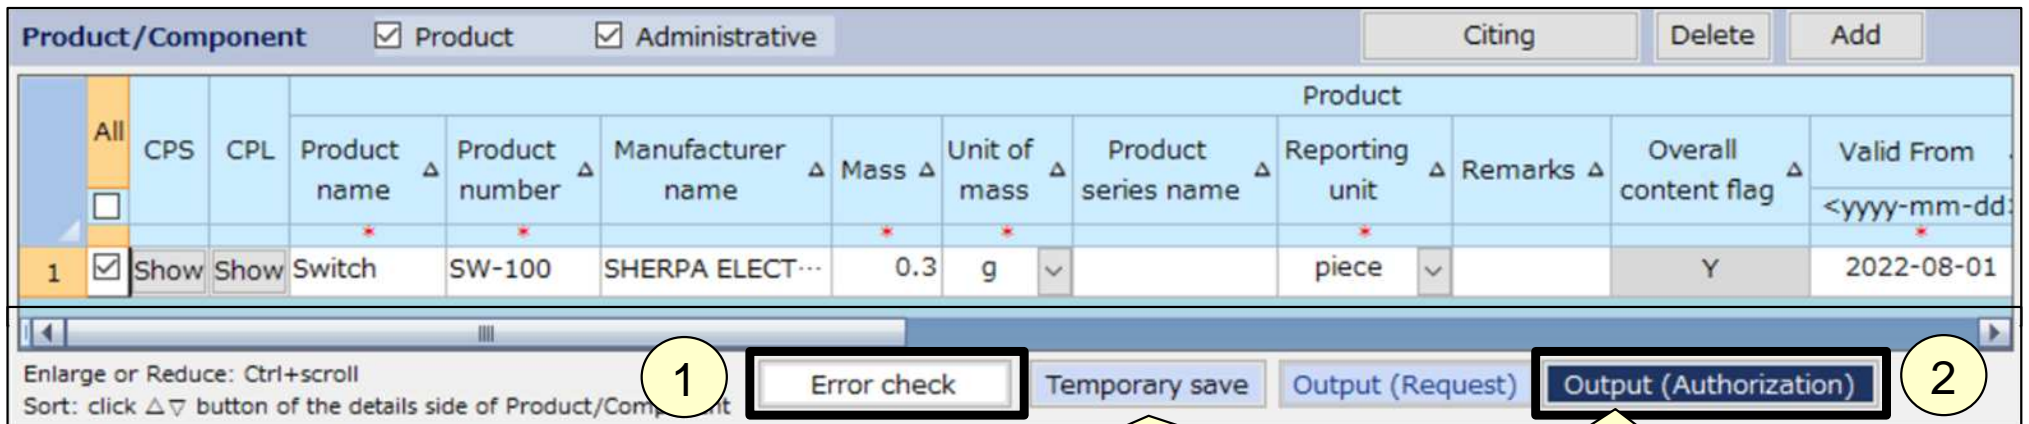 Product/Component ☑ Product ☑ Administrative Citing Delete Add
Product
All CPS CPL Product name △ Product number △ Manufacturer name △ Mass △ Unit of mass △ Product series name △ Reporting unit △ Remarks △ Overall content flag △ Valid From
<yyyy-mm-dd
* * * * * *
1 ☑ Show Show Switch SW-100 SHERPA ELECT··· 0.3 g piece Y 2022-08-01
Enlarge or Reduce: Ctrl+scroll
Sort: click △▽ button of the details side of Product/Component
1 Error check Temporary save Output (Request) Output (Authorization) 2